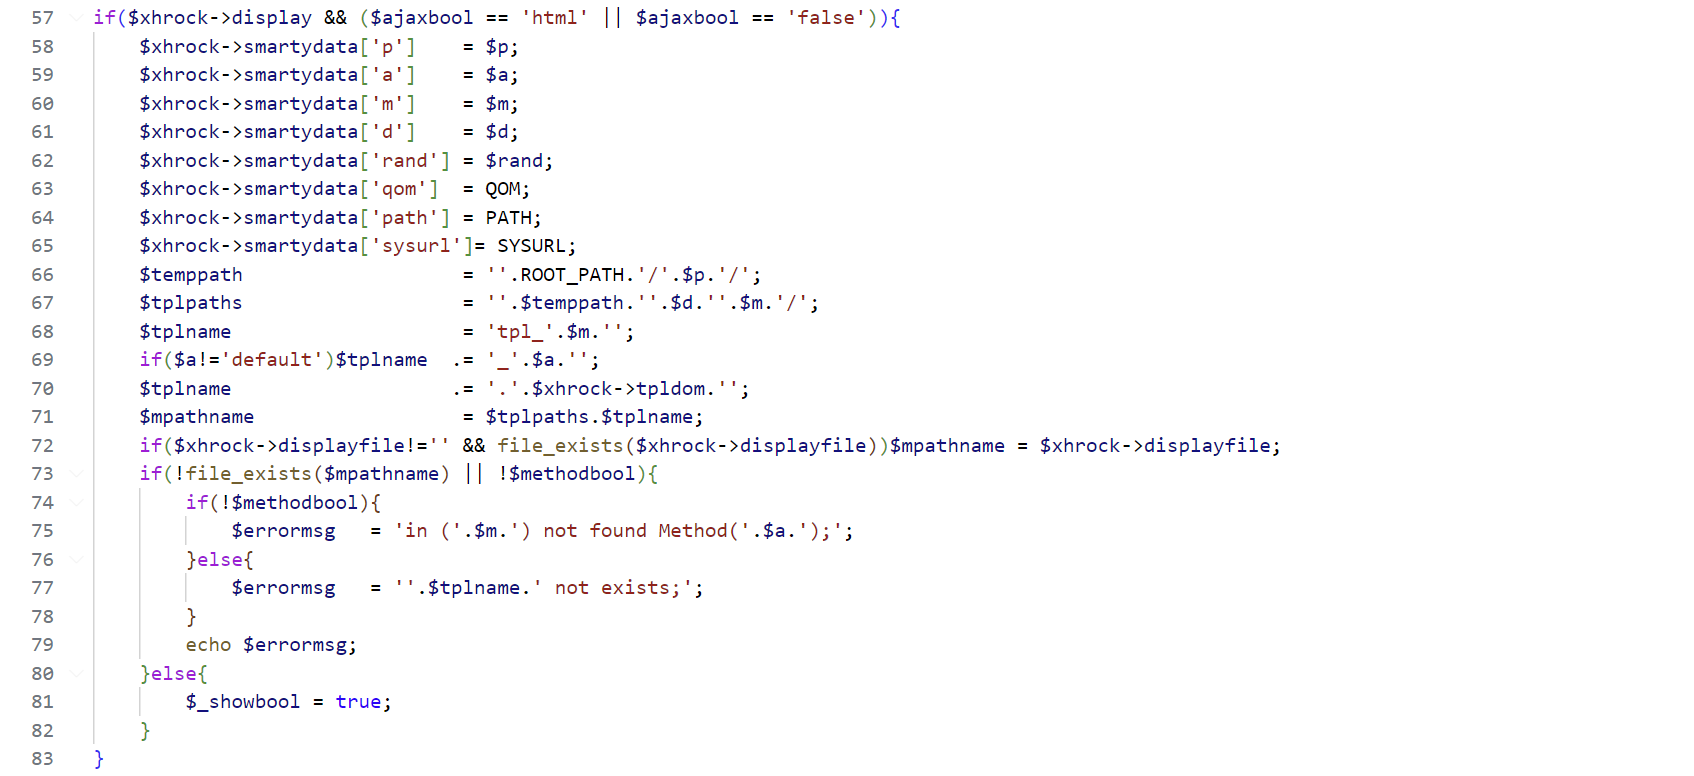 57 if($xhrock->display && ($ajaxbool == 'html' || $ajaxbool == 'false')){
58     $xhrock->smartydata['p']    = $p;
59     $xhrock->smartydata['a']    = $a;
60     $xhrock->smartydata['m']    = $m;
61     $xhrock->smartydata['d']    = $d;
62     $xhrock->smartydata['rand'] = $rand;
63     $xhrock->smartydata['qom']  = QOM;
64     $xhrock->smartydata['path'] = PATH;
65     $xhrock->smartydata['sysurl']= SYSURL;
66     $temppath                   = ''.ROOT_PATH.'/'.$p.'/';
67     $tplpaths                   = ''.$temppath.''.$d.''.$m.'/';
68     $tplname                    = 'tpl_'.$m.'';
69     if($a!='default')$tplname  .= '_'.$a.'';
70     $tplname                   .= '.'.$xhrock->tpldom.'';
71     $mpathname                  = $tplpaths.$tplname;
72     if($xhrock->displayfile!='' && file_exists($xhrock->displayfile))$mpathname = $xhrock->displayfile;
73     if(!file_exists($mpathname) || !$methodbool){
74         if(!$methodbool){
75             $errormsg   = 'in ('.$m.') not found Method('.$a.');';
76         }else{
77             $errormsg   = ''.$tplname.' not exists;';
78         }
79         echo $errormsg;
80     }else{
81         $_showbool = true;
82     }
83 }